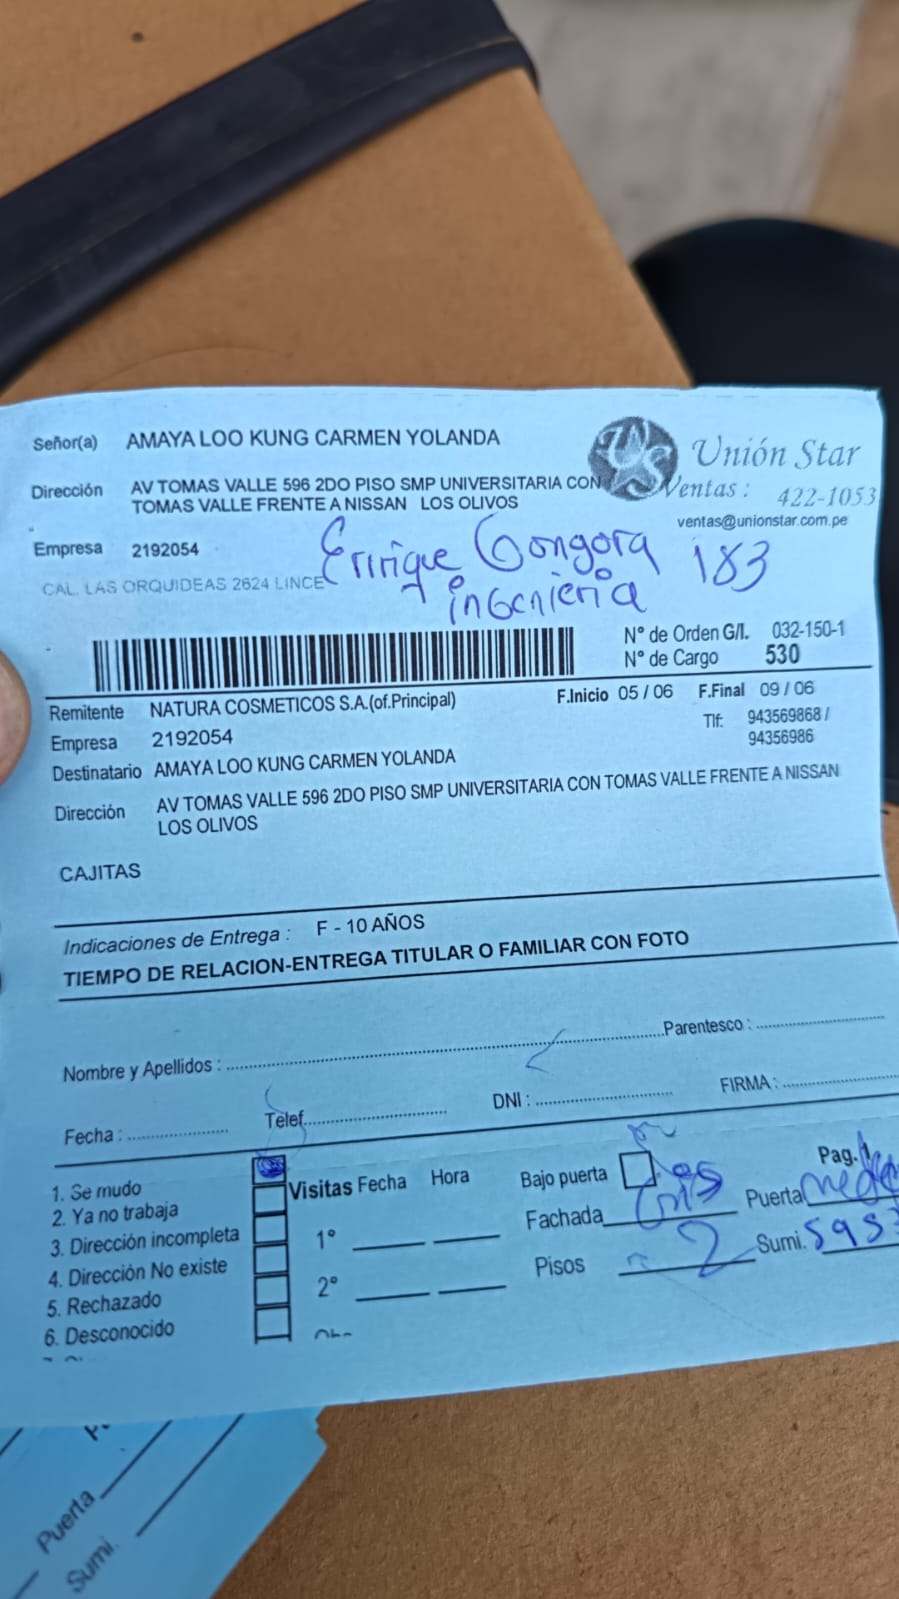 Señor(a) AMAYA LOO KUNG CARMEN YOLANDA
Unión Star
Dirección AV TOMAS VALLE 596 2DO PISO SMP UNIVERSITARIA CON
TOMAS VALLE FRENTE A NISSAN LOS OLIVOS
Ventas : 422-1053
ventas@unionstar.com.pe
Empresa 2192054
CAL. LAS ORQUIDEAS 2624 LINCE
Enrique Gongora 183
ingenieria
N° de Orden G/I. 032-150-1
N° de Cargo 530
Remitente NATURA COSMETICOS S.A.(of.Principal) F.Inicio 05 / 06 F.Final 09 / 06
Empresa 2192054 Tlf: 943569868 /
94356986
Destinatario AMAYA LOO KUNG CARMEN YOLANDA
Dirección AV TOMAS VALLE 596 2DO PISO SMP UNIVERSITARIA CON TOMAS VALLE FRENTE A NISSAN
LOS OLIVOS
CAJITAS
Indicaciones de Entrega : F - 10 AÑOS
TIEMPO DE RELACION-ENTREGA TITULAR O FAMILIAR CON FOTO
Nombre y Apellidos : Parentesco :
Fecha : Telef. DNI : FIRMA :
1. Se mudo
2. Ya no trabaja
3. Dirección incompleta
4. Dirección No existe
5. Rechazado
6. Desconocido
Visitas Fecha Hora
1°
2°
Bajo puerta Pag. 1
Fachada Puerta
Pisos 2 Sumi. 5953
Puerta
Sumi.